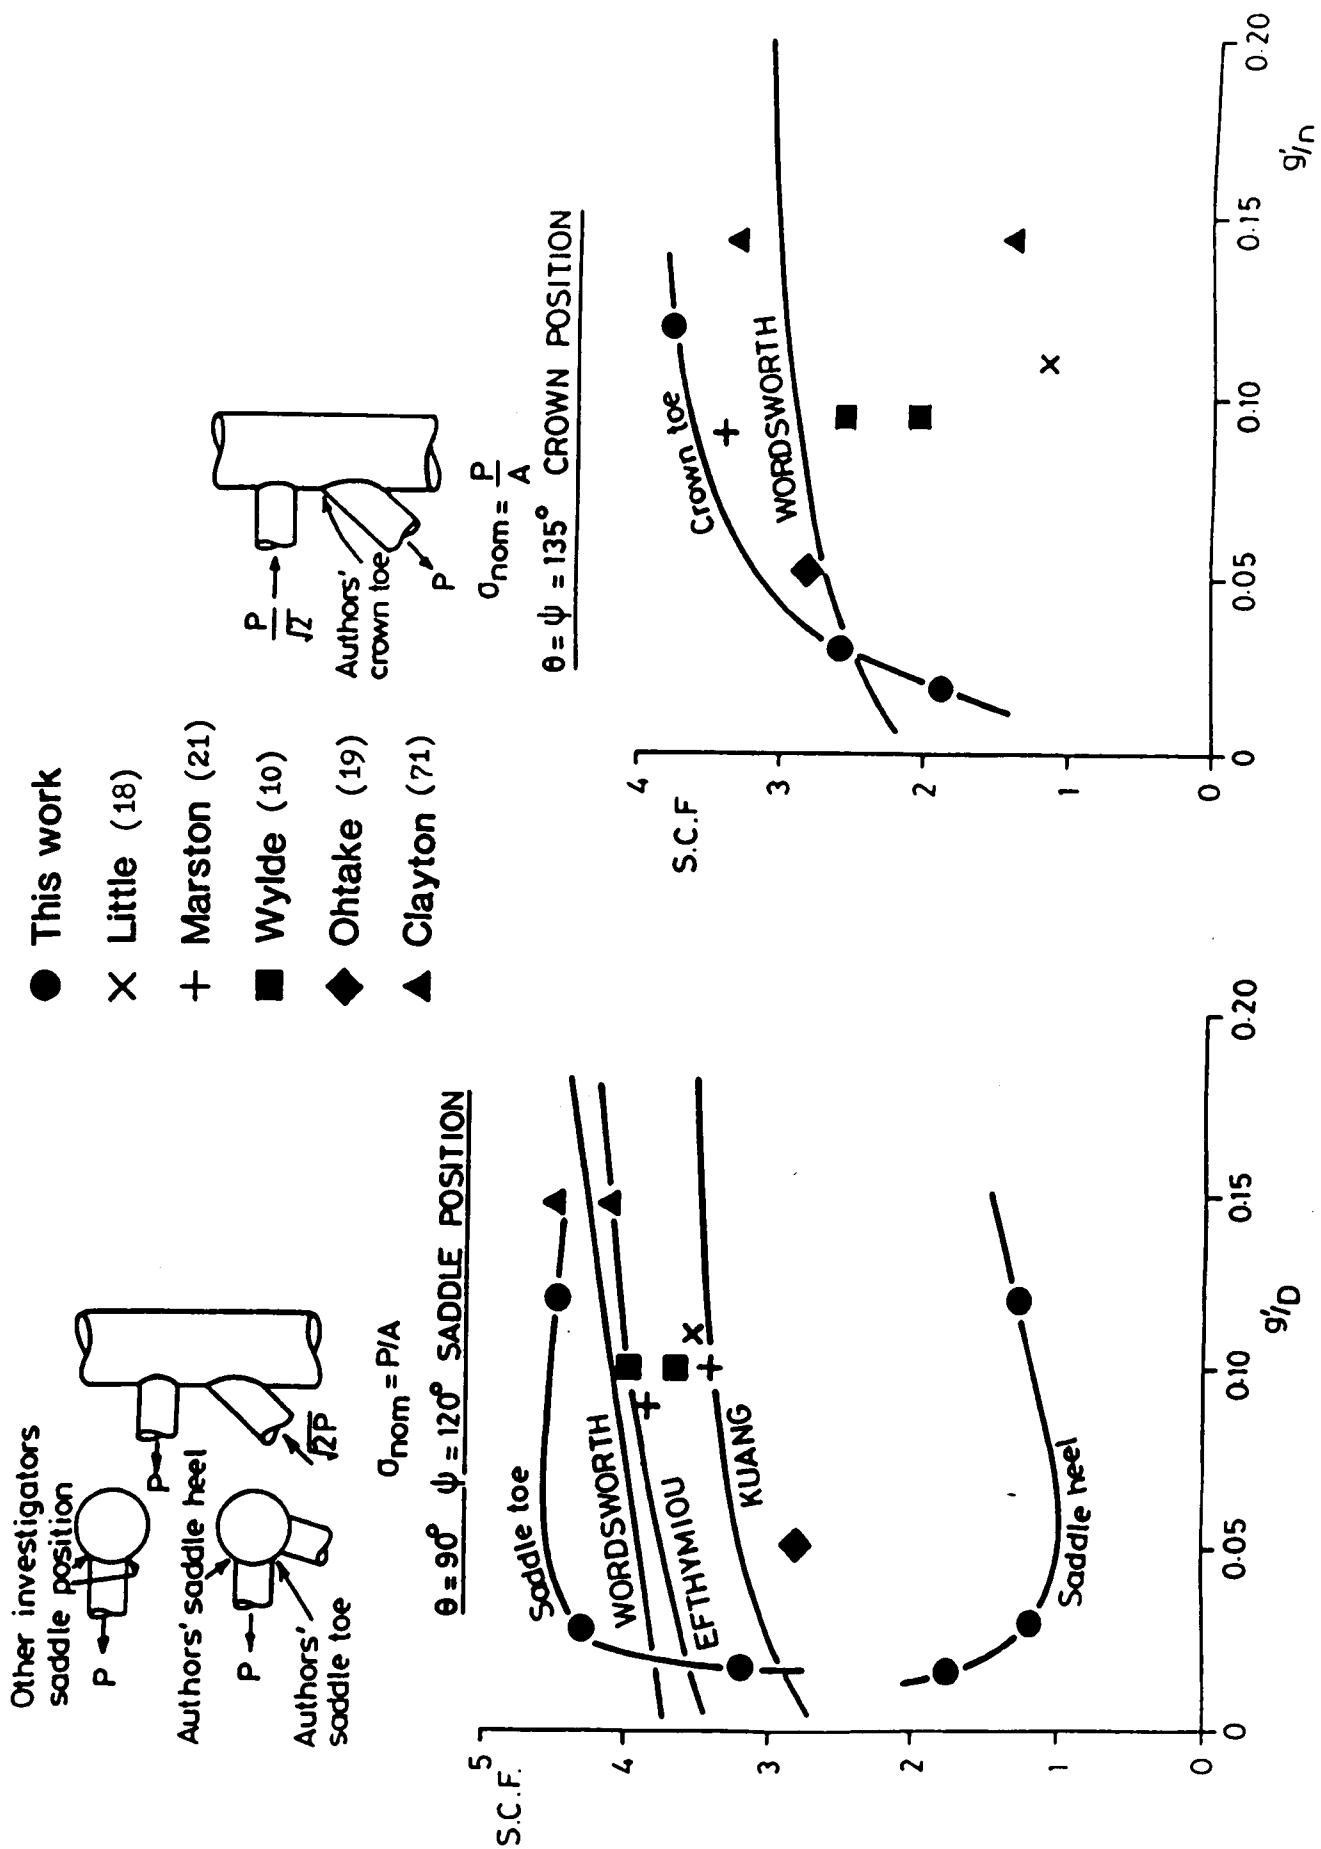 Other investigators
saddle position
P
Authors' saddle heel
P
Authors'
saddle toe
P
√2P
σnom = P/A
θ = 90° ψ = 120° SADDLE POSITION
● This work
× Little (18)
+ Marston (21)
■ Wylde (10)
◆ Ohtake (19)
▲ Clayton (71)
P
√2
Authors'
crown toe
P
σnom = P
A
θ = ψ = 135° CROWN POSITION
S.C.F.
5
4
3
2
1
0
Saddle toe
WORDSWORTH
EFTHYMIOU
KUANG
Saddle heel
0
0·05
0·10
0·15
0·20
g'/D
S.C.F
4
3
2
1
0
Crown toe
WORDSWORTH
0
0·05
0·10
0·15
0·20
g'/n